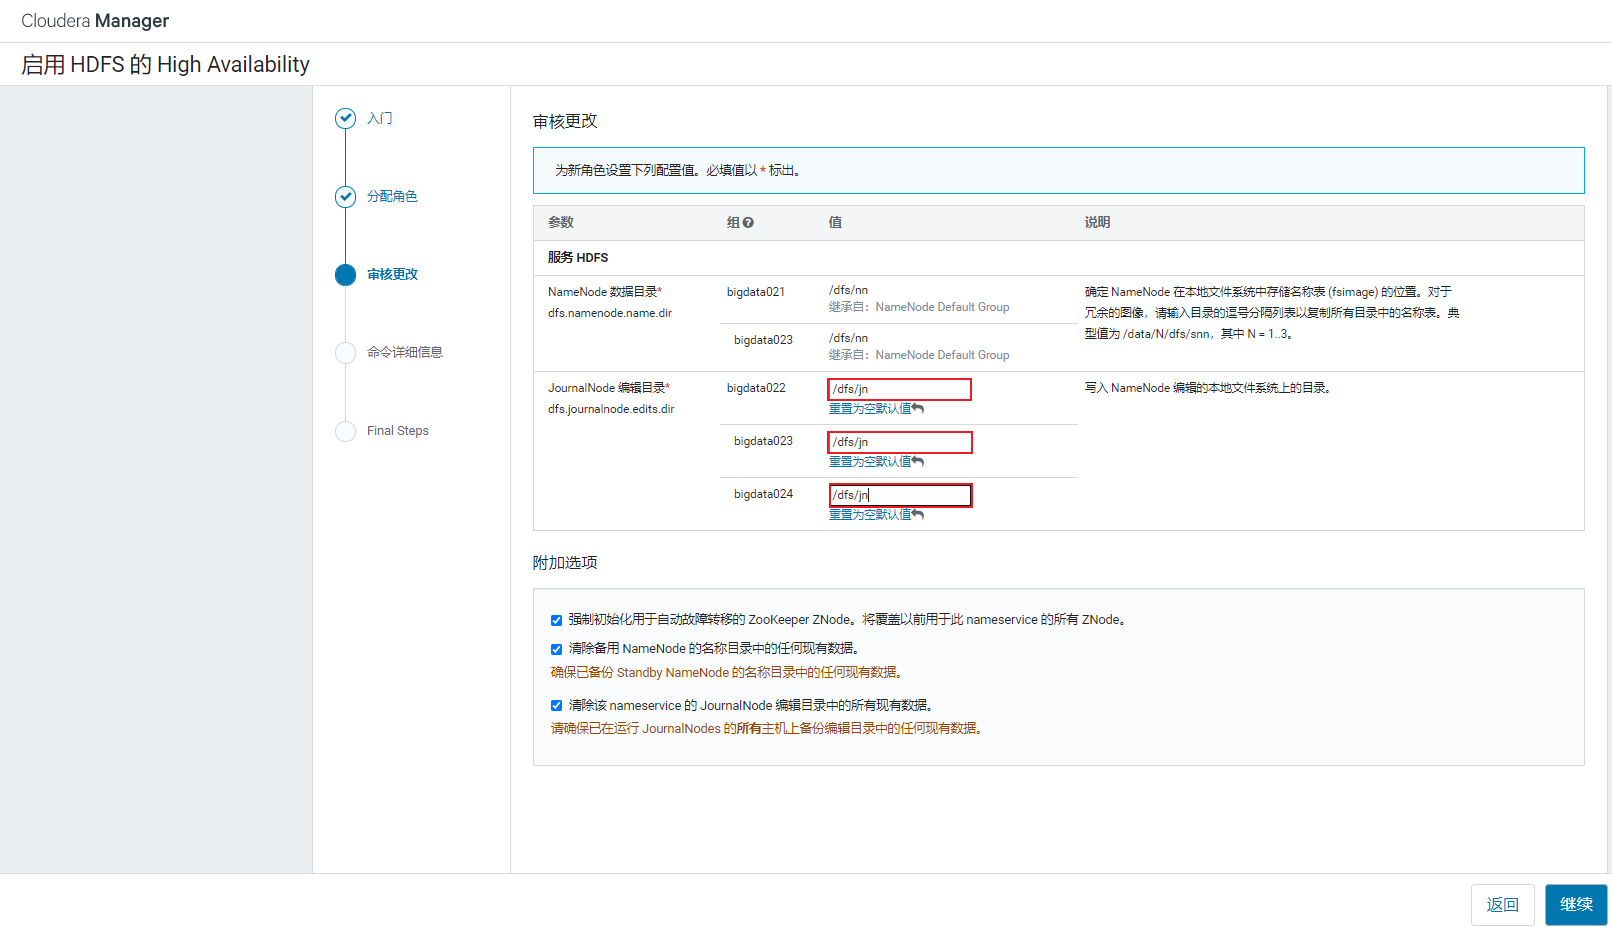 Cloudera Manager
启用 HDFS 的 High Availability
入门
分配角色
审核更改
命令详细信息
Final Steps
审核更改
为新角色设置下列配置值。必填值以 * 标出。
参数 组 值 说明
服务 HDFS
NameNode 数据目录*
dfs.namenode.name.dir
bigdata021
/dfs/nn
继承自：NameNode Default Group
bigdata023
/dfs/nn
继承自：NameNode Default Group
确定 NameNode 在本地文件系统中存储名称表 (fsimage) 的位置。对于
冗余的图像，请输入目录的逗号分隔列表以复制所有目录中的名称表。典
型值为 /data/N/dfs/snn，其中 N = 1..3。
JournalNode 编辑目录*
dfs.journalnode.edits.dir
bigdata022
/dfs/jn
重置为空默认值
bigdata023
/dfs/jn
重置为空默认值
bigdata024
/dfs/jn
重置为空默认值
写入 NameNode 编辑的本地文件系统上的目录。
附加选项
强制初始化用于自动故障转移的 ZooKeeper ZNode。将覆盖以前用于此 nameservice 的所有 ZNode。
清除备用 NameNode 的名称目录中的任何现有数据。
确保已备份 Standby NameNode 的名称目录中的任何现有数据。
清除该 nameservice 的 JournalNode 编辑目录中的所有现有数据。
请确保已在运行 JournalNodes 的所有主机上备份编辑目录中的任何现有数据。
返回
继续